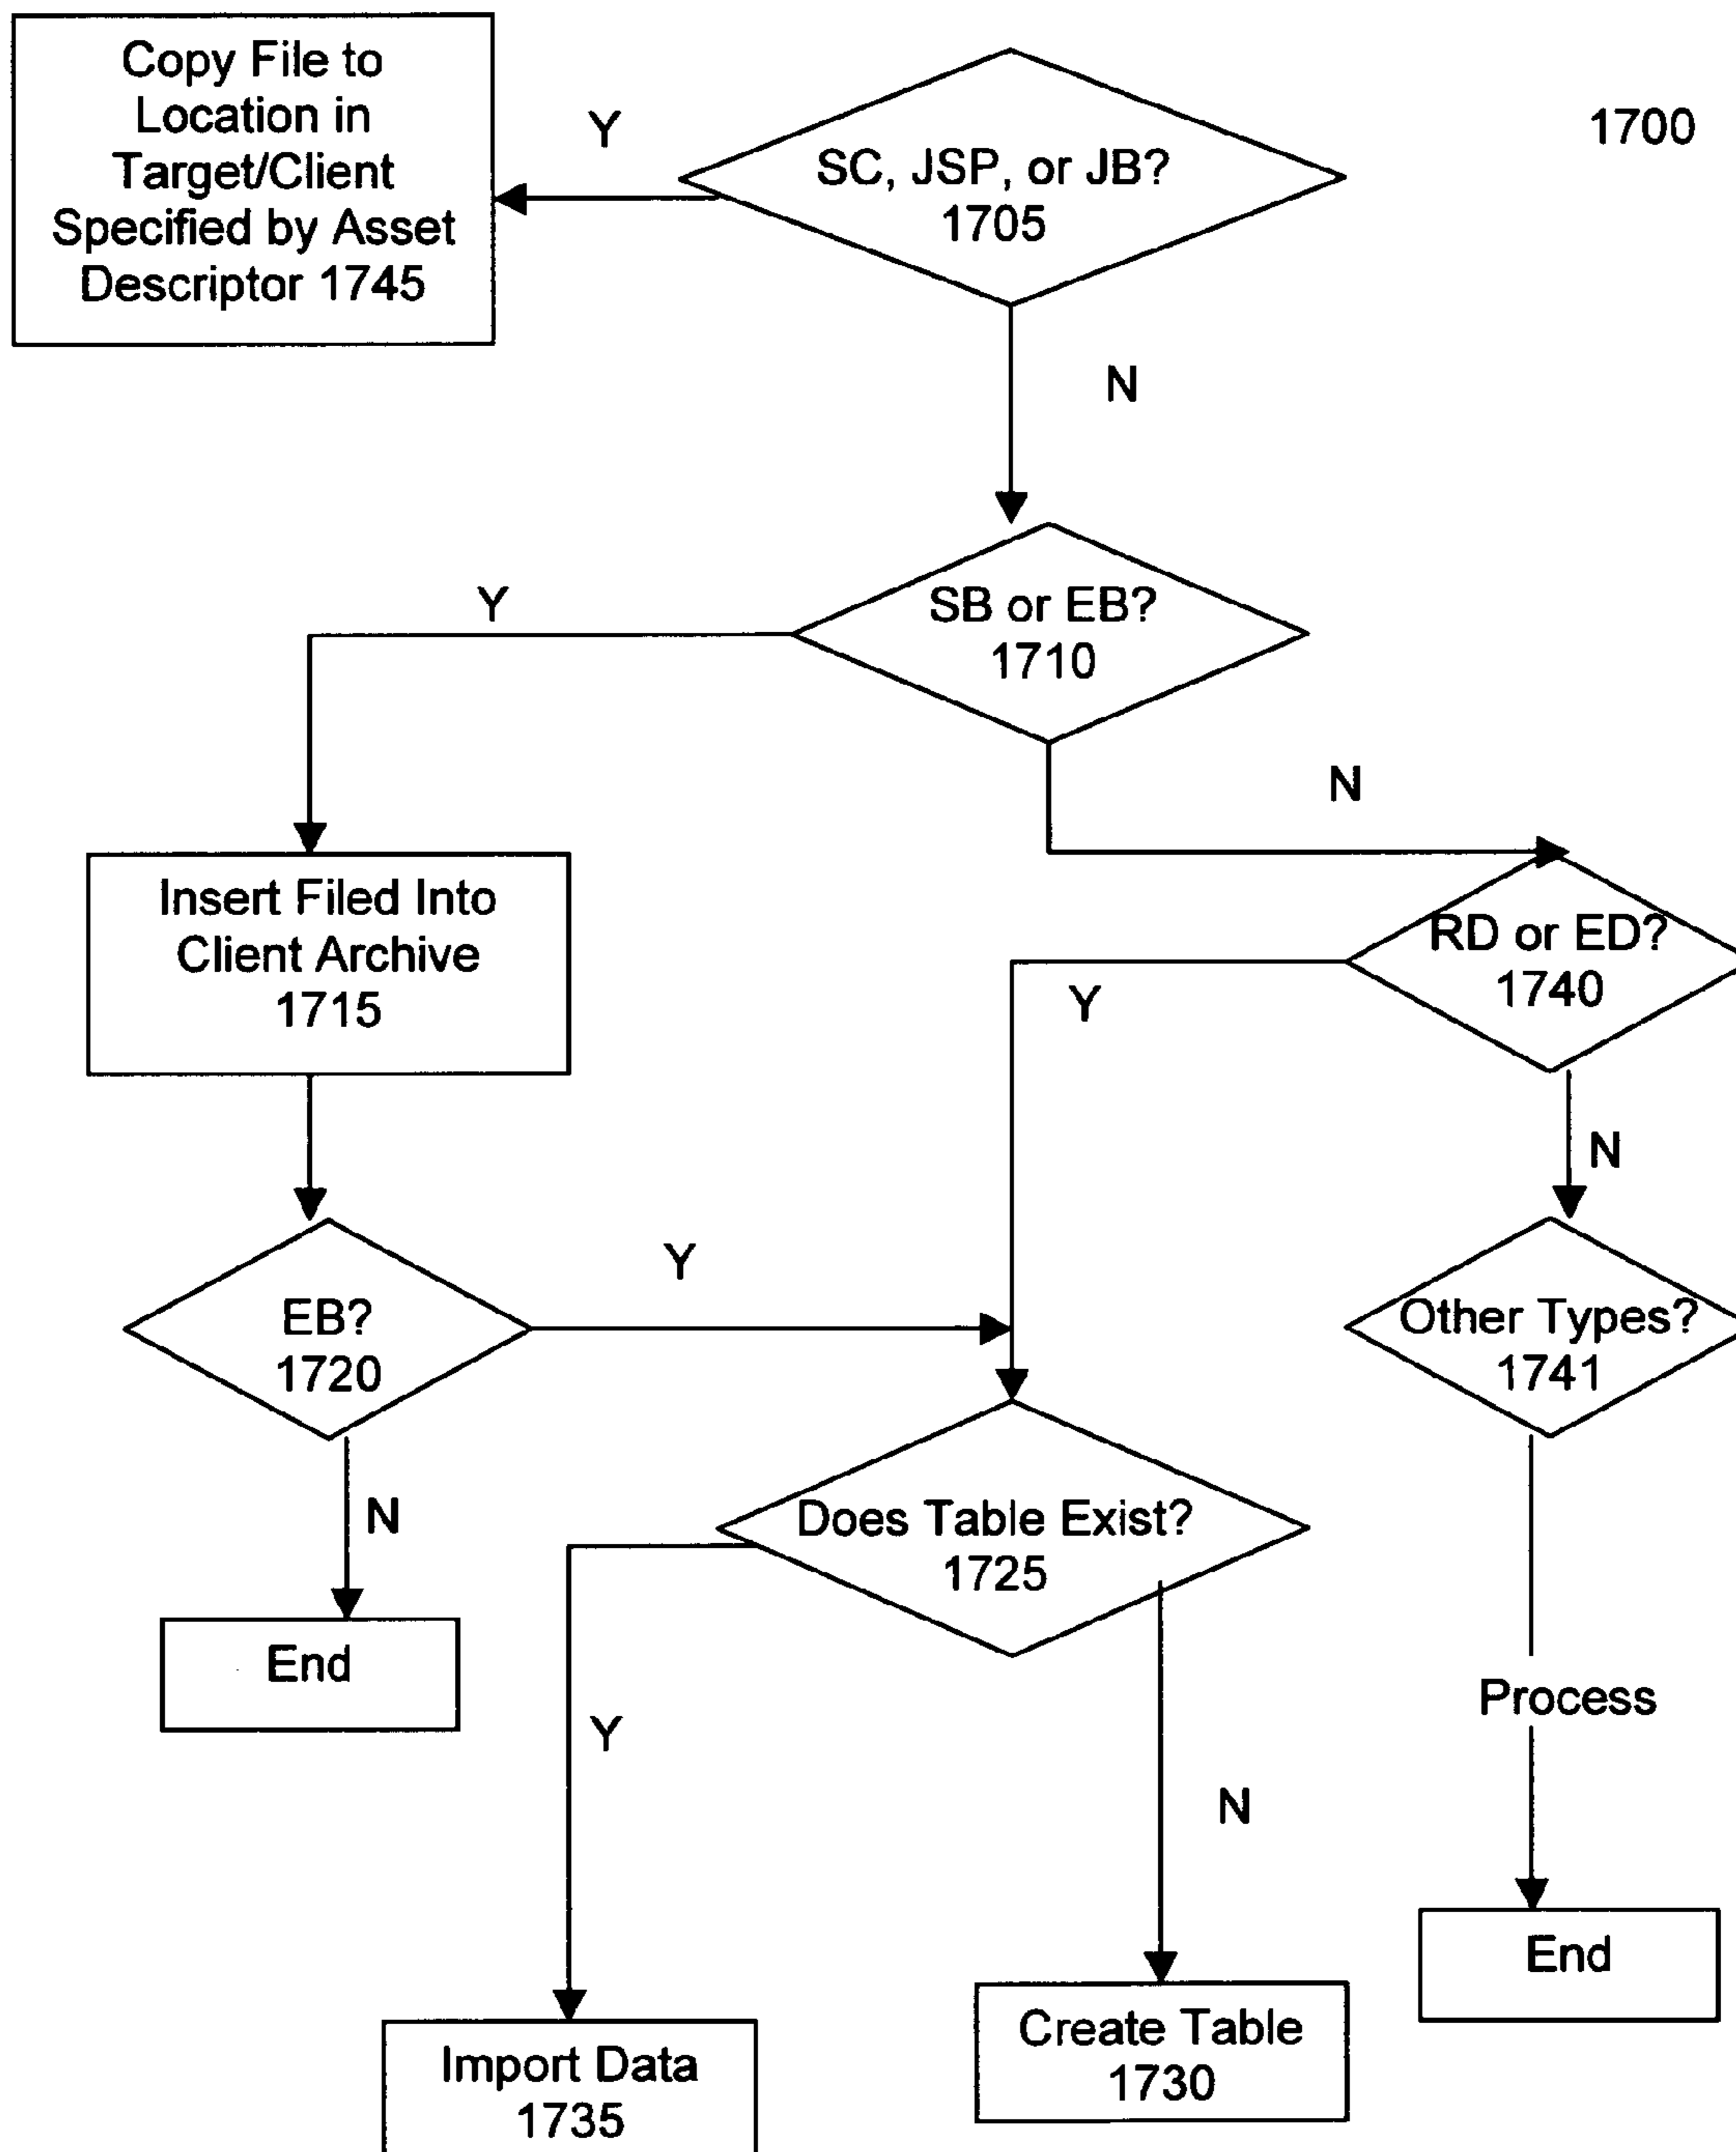 Copy File to
Location in
Target/Client
Specified by Asset
Descriptor 1745
Y
SC, JSP, or JB?
1705
1700
N
Y
SB or EB?
1710
N
Insert Filed Into
Client Archive
1715
RD or ED?
1740
Y
N
EB?
1720
Y
Other Types?
1741
N
Does Table Exist?
1725
End
Y
N
Process
End
Import Data
1735
Create Table
1730